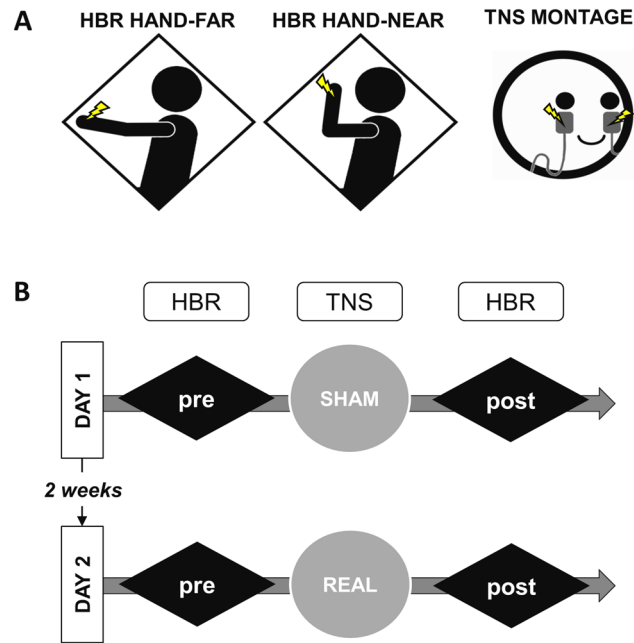 A
HBR HAND-FAR
HBR HAND-NEAR
TNS MONTAGE
B
HBR
TNS
HBR
DAY 1
pre
SHAM
post
2 weeks
DAY 2
pre
REAL
post